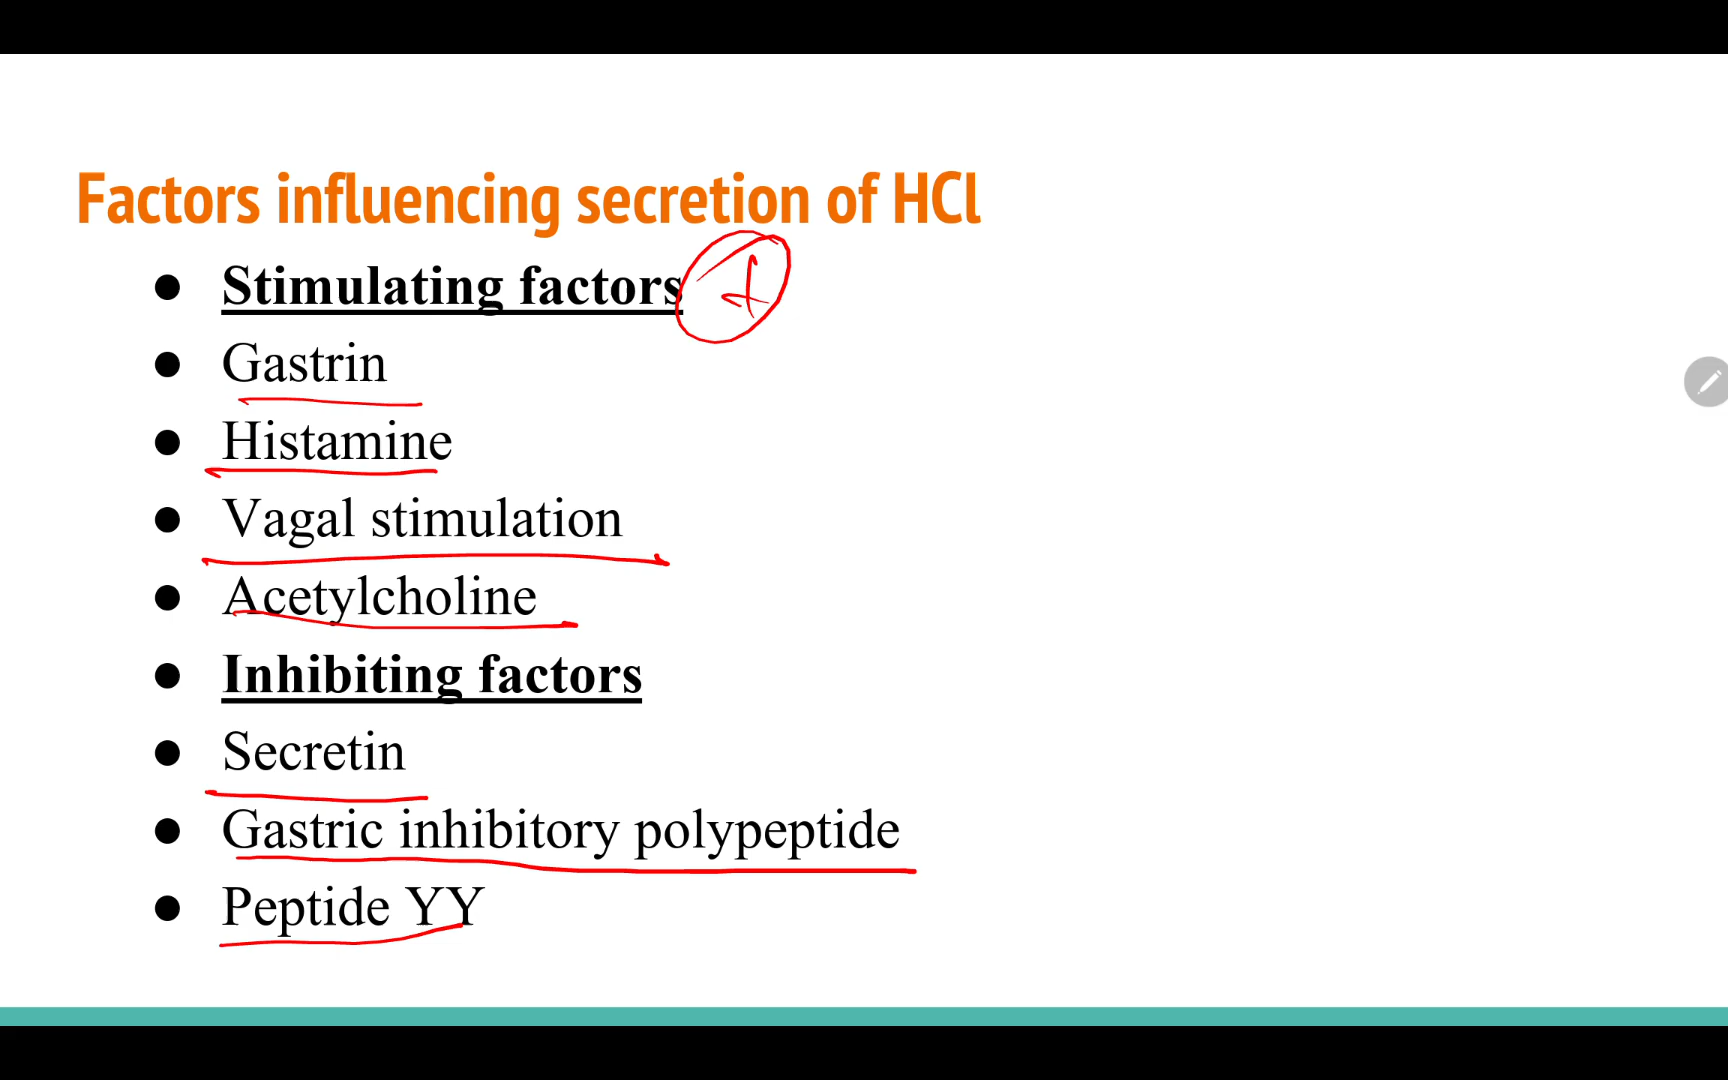 Factors influencing secretion of HCl
● Stimulating factors
● Gastrin
● Histamine
● Vagal stimulation
● Acetylcholine
● Inhibiting factors
● Secretin
● Gastric inhibitory polypeptide
● Peptide YY